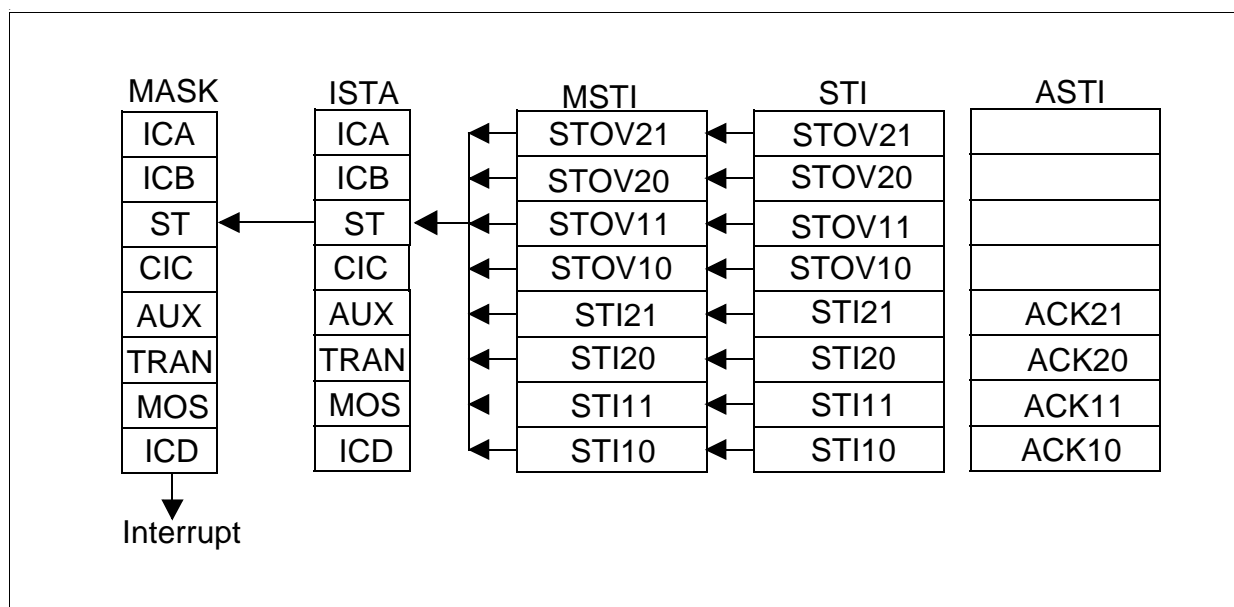 MASK ISTA MSTI STI ASTI
ICA ICA STOV21 STOV21
ICB ICB STOV20 STOV20
ST ST STOV11 STOV11
CIC CIC STOV10 STOV10
AUX AUX STI21 STI21 ACK21
TRAN TRAN STI20 STI20 ACK20
MOS MOS STI11 STI11 ACK11
ICD ICD STI10 STI10 ACK10
Interrupt